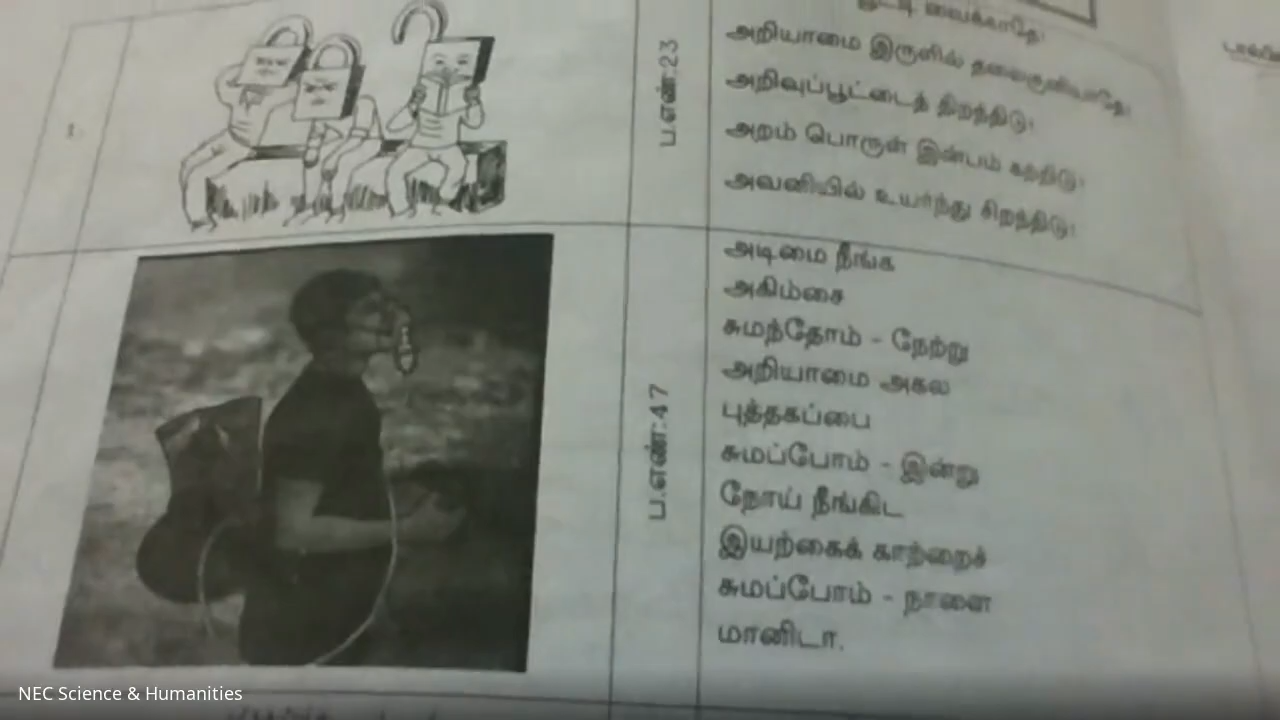 1.
ப.எண்:23
பூட்டி வைக்காதே!
அறியாமை இருளில் தலைகுனியாதே!
அறிவுப்பூட்டைத் திறந்திடு!
அறம் பொருள் இன்பம் கற்றிடு!
அவனியில் உயர்ந்து சிறந்திடு!
ப.எண்:47
அடிமை நீங்க
அகிம்சை
சுமந்தோம் - நேற்று
அறியாமை அகல
புத்தகப்பை
சுமப்போம் - இன்று
நோய் நீங்கிட
இயற்கைக் காற்றைச்
சுமப்போம் - நாளை
மானிடா.
NEC Science & Humanities